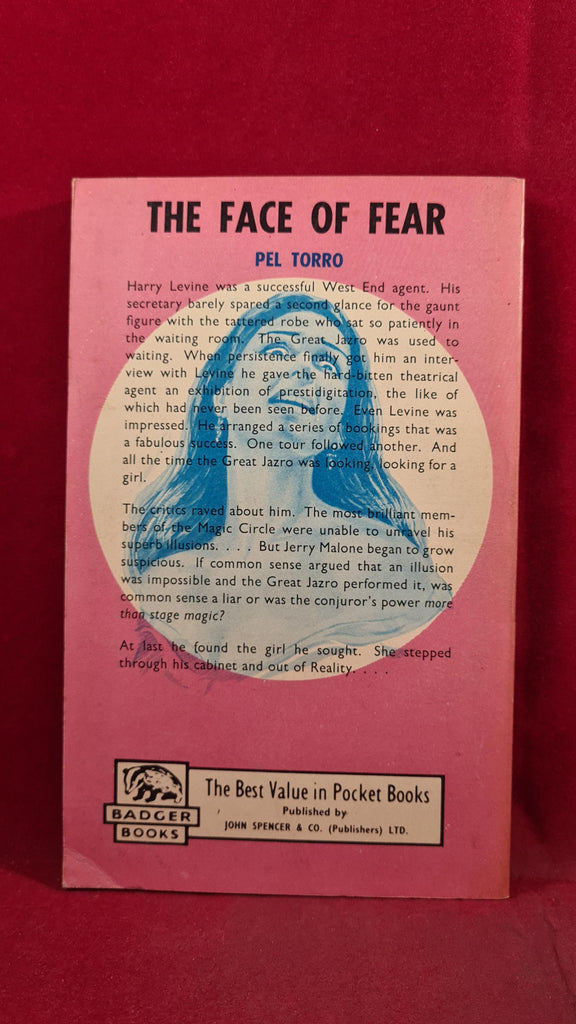 THE FACE OF FEAR
PEL TORRO
Harry Levine was a successful West End agent. His
secretary barely spared a second glance for the gaunt
figure with the tattered robe who sat so patiently in
the waiting room. The Great Jazro was used to
waiting. When persistence finally got him an inter-
view with Levine he gave the hard-bitten theatrical
agent an exhibition of prestidigitation, the like of
which had never been seen before. Even Levine was
impressed. He arranged a series of bookings that was
a fabulous success. One tour followed another. And
all the time the Great Jazro was looking, looking for a
girl.
The critics raved about him. The most brilliant mem-
bers of the Magic Circle were unable to unravel his
superb illusions. . . . But Jerry Malone began to grow
suspicious. If common sense argued that an illusion
was impossible and the Great Jazro performed it, was
common sense a liar or was the conjuror's power more
than stage magic?
At last he found the girl he sought. She stepped
through his cabinet and out of Reality. . . .
BADGER
BOOKS
The Best Value in Pocket Books
Published by
JOHN SPENCER & CO. (Publishers) LTD.